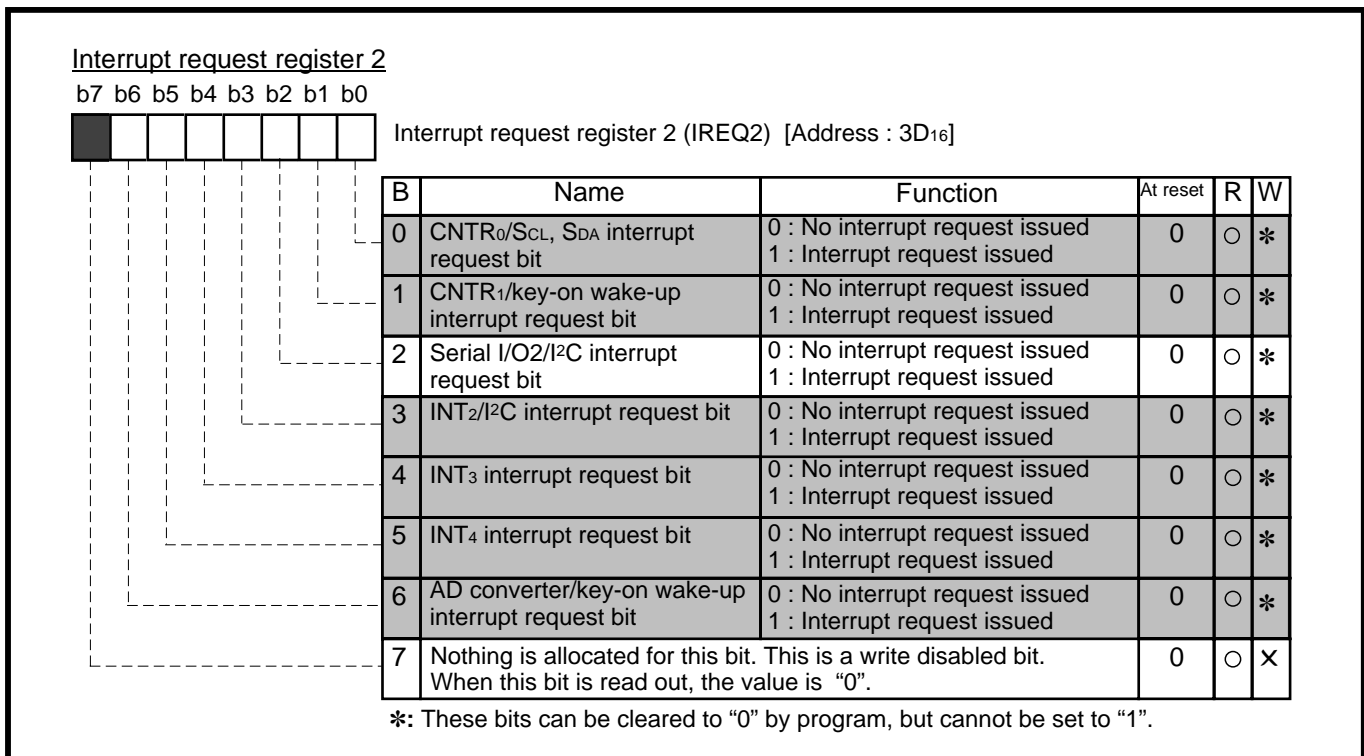 Interrupt request register 2
b7 b6 b5 b4 b3 b2 b1 b0
Interrupt request register 2 (IREQ2) [Address : 3D16]
B Name Function At reset R W
0 CNTR0/SCL, SDA interrupt request bit 0 : No interrupt request issued 0 ○ ✻
1 : Interrupt request issued
1 CNTR1/key-on wake-up interrupt request bit 0 : No interrupt request issued 0 ○ ✻
1 : Interrupt request issued
2 Serial I/O2/I2C interrupt request bit 0 : No interrupt request issued 0 ○ ✻
1 : Interrupt request issued
3 INT2/I2C interrupt request bit 0 : No interrupt request issued 0 ○ ✻
1 : Interrupt request issued
4 INT3 interrupt request bit 0 : No interrupt request issued 0 ○ ✻
1 : Interrupt request issued
5 INT4 interrupt request bit 0 : No interrupt request issued 0 ○ ✻
1 : Interrupt request issued
6 AD converter/key-on wake-up interrupt request bit 0 : No interrupt request issued 0 ○ ✻
1 : Interrupt request issued
7 Nothing is allocated for this bit. This is a write disabled bit. 0 ○ ×
When this bit is read out, the value is “0”.
✻: These bits can be cleared to “0” by program, but cannot be set to “1”.